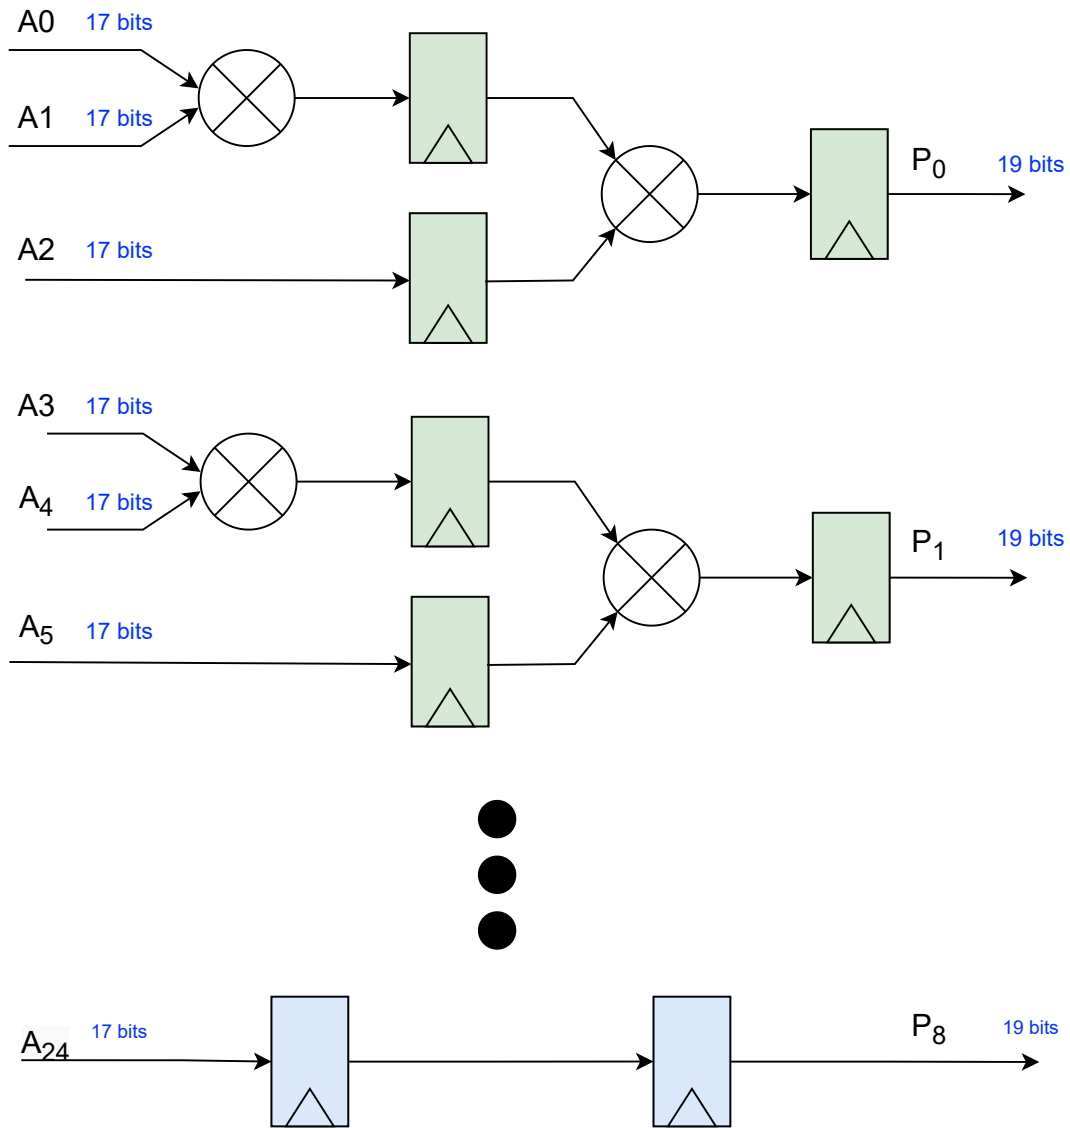 A0 17 bits
A1 17 bits
P0 19 bits
A2 17 bits
A3 17 bits
A4 17 bits
P1 19 bits
A5 17 bits
A24 17 bits
P8 19 bits